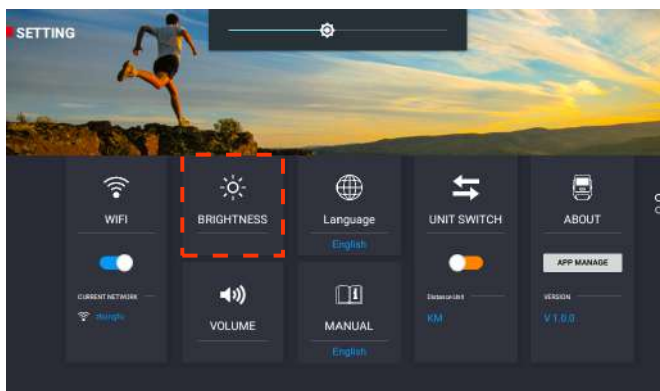 SETTING
WIFI
BRIGHTNESS
Language
UNIT SWITCH
ABOUT
English
APP MANAGE
CURRENT NETWORK
VOLUME
MANUAL
Distance Unit
VERSION
KM
V 1.0.0
English